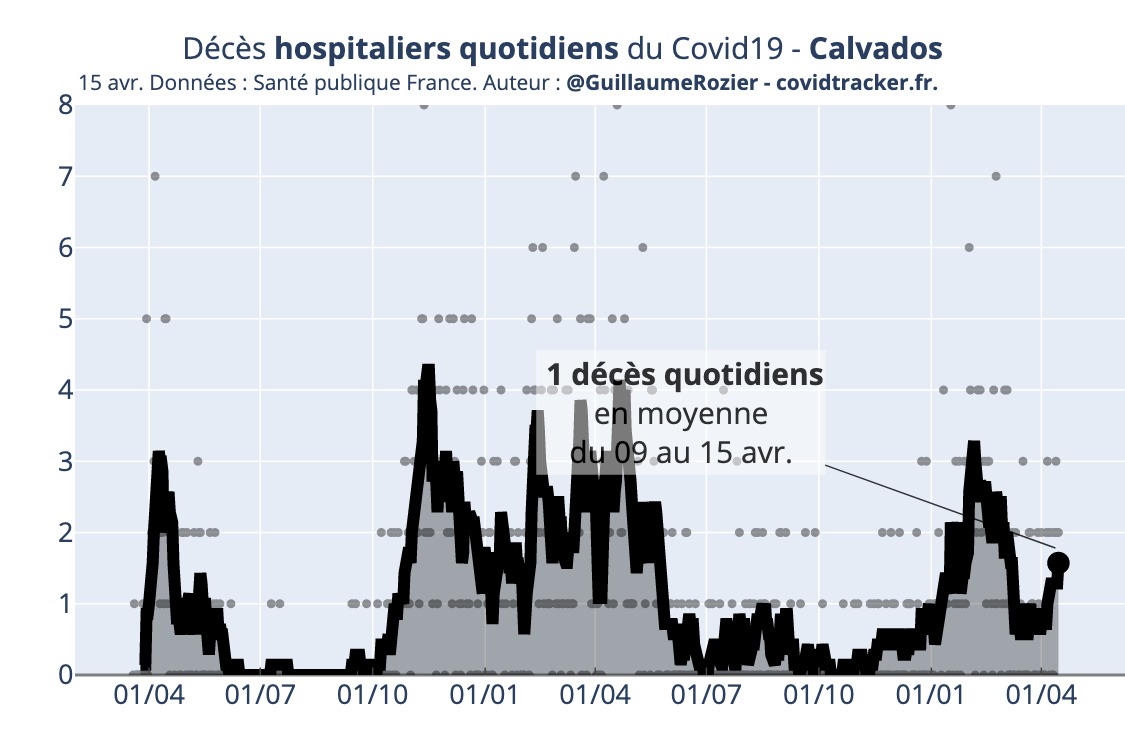 Décès hospitaliers quotidiens du Covid19 - Calvados
15 avr. Données : Santé publique France. Auteur : @GuillaumeRozier - covidtracker.fr.
8
7
6
5
4
3
2
1
0
1 décès quotidiens
en moyenne
du 09 au 15 avr.
01/04 01/07 01/10 01/01 01/04 01/07 01/10 01/01 01/04